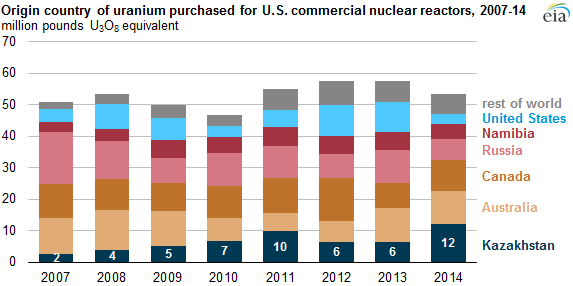 Origin country of uranium purchased for U.S. commercial nuclear reactors, 2007-14
million pounds U₃O₈ equivalent
eia
70
60
50
40
30
20
10
0
rest of world
United States
Namibia
Russia
Canada
Australia
Kazakhstan
2 4 5 7 10 6 6 12
2007 2008 2009 2010 2011 2012 2013 2014